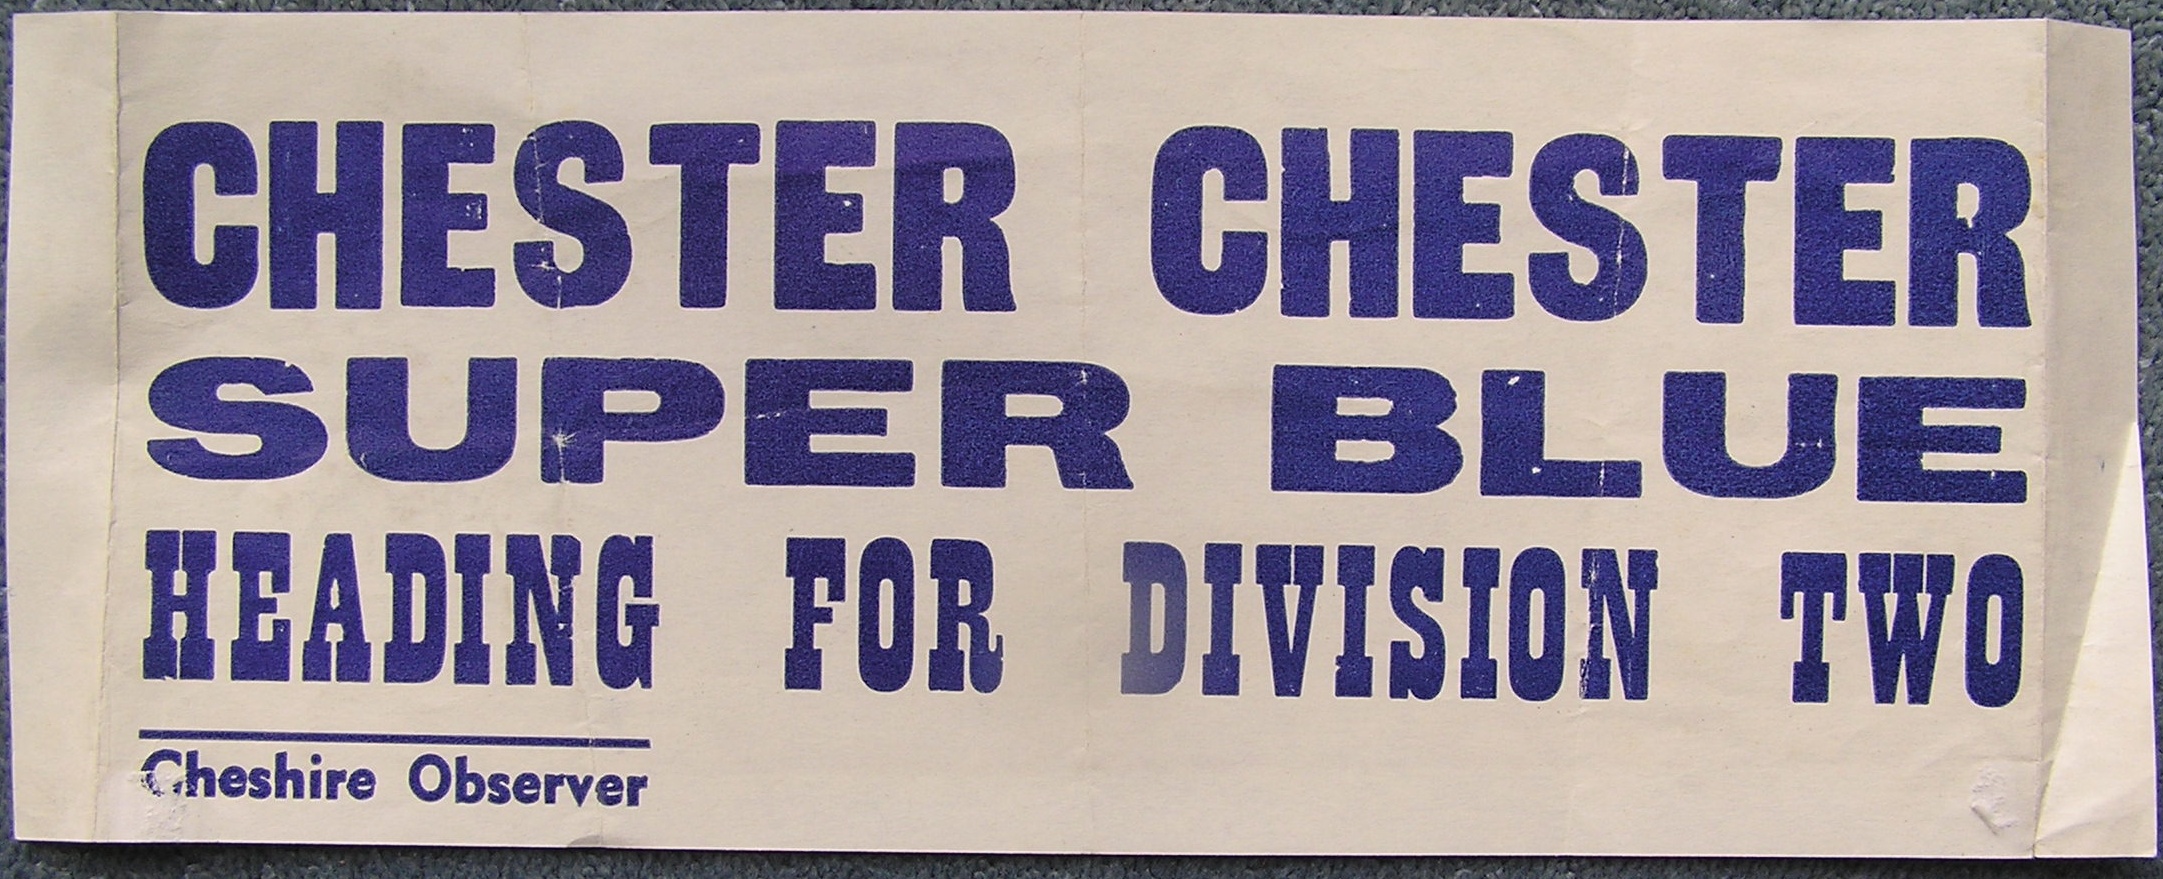 CHESTER CHESTER
SUPER BLUE
HEADING FOR DIVISION TWO
Cheshire Observer